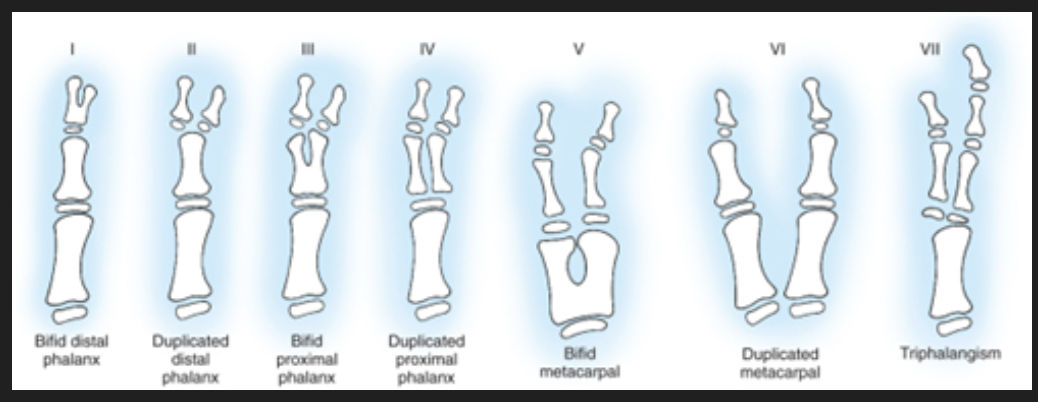 I II III IV V VI VII
Bifid distal
phalanx
Duplicated
distal
phalanx
Bifid
proximal
phalanx
Duplicated
proximal
phalanx
Bifid
metacarpal
Duplicated
metacarpal
Triphalangism